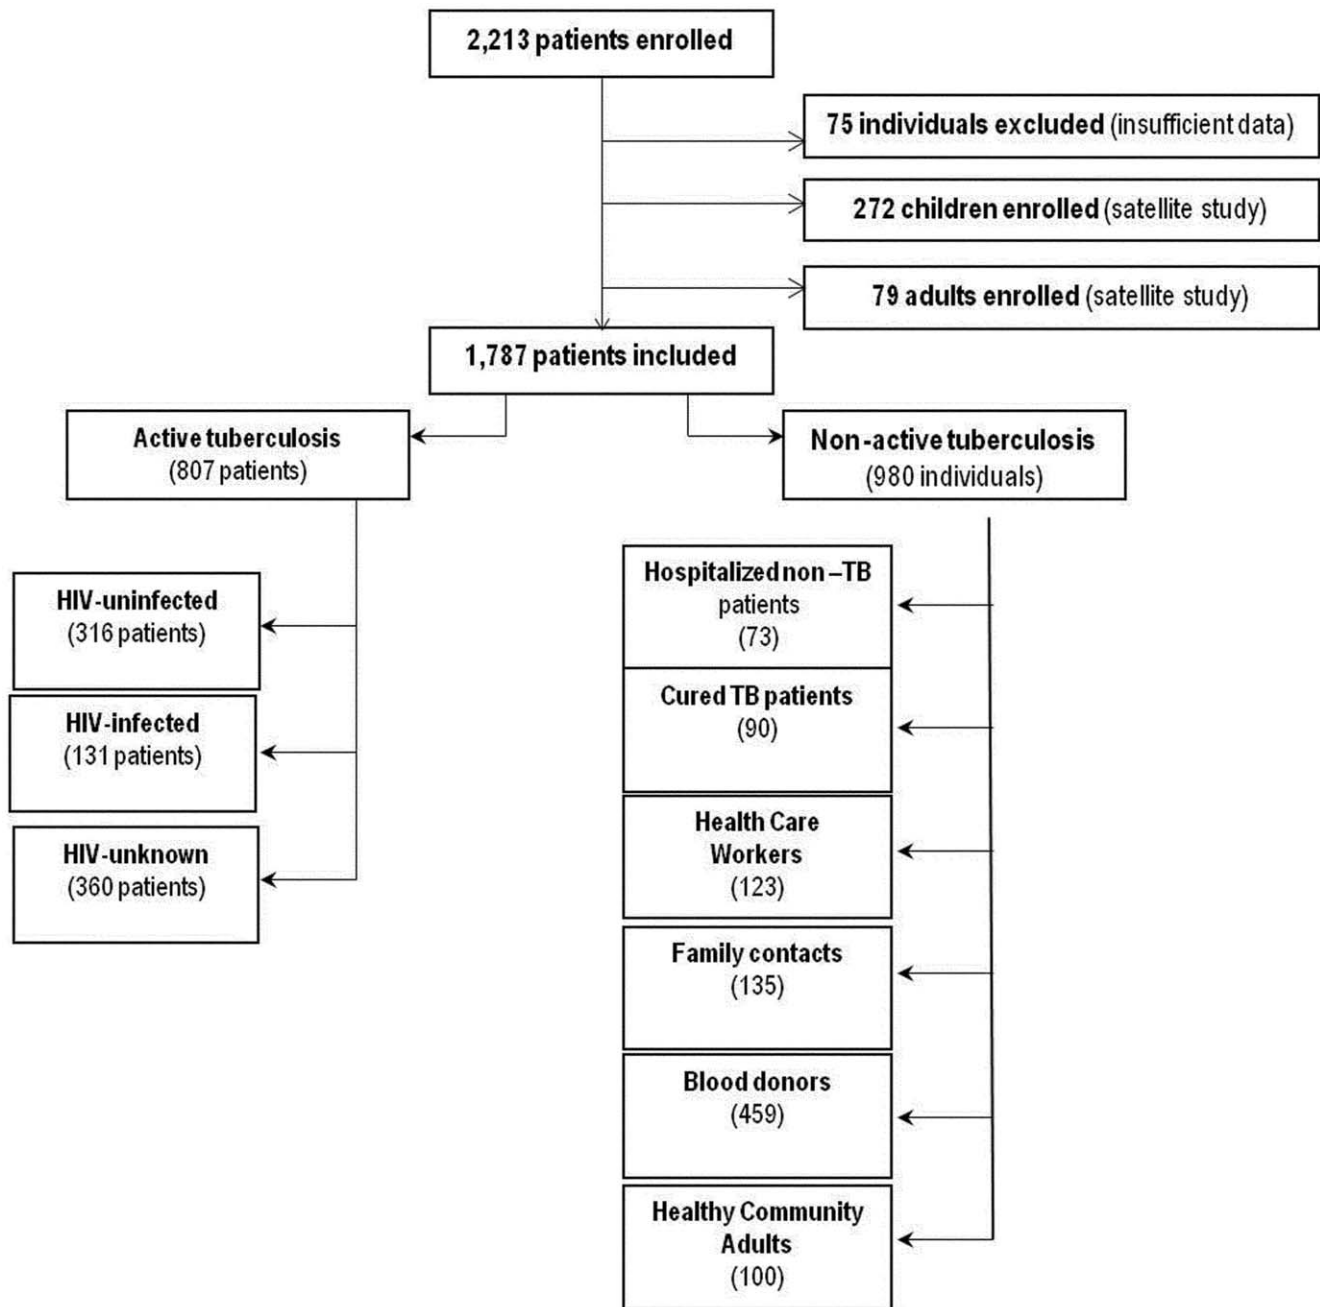 2,213 patients enrolled
75 individuals excluded (insufficient data)
272 children enrolled (satellite study)
79 adults enrolled (satellite study)
1,787 patients included
Active tuberculosis
(807 patients)
Non-active tuberculosis
(980 individuals)
HIV-uninfected
(316 patients)
HIV-infected
(131 patients)
HIV-unknown
(360 patients)
Hospitalized non –TB
patients
(73)
Cured TB patients
(90)
Health Care
Workers
(123)
Family contacts
(135)
Blood donors
(459)
Healthy Community
Adults
(100)